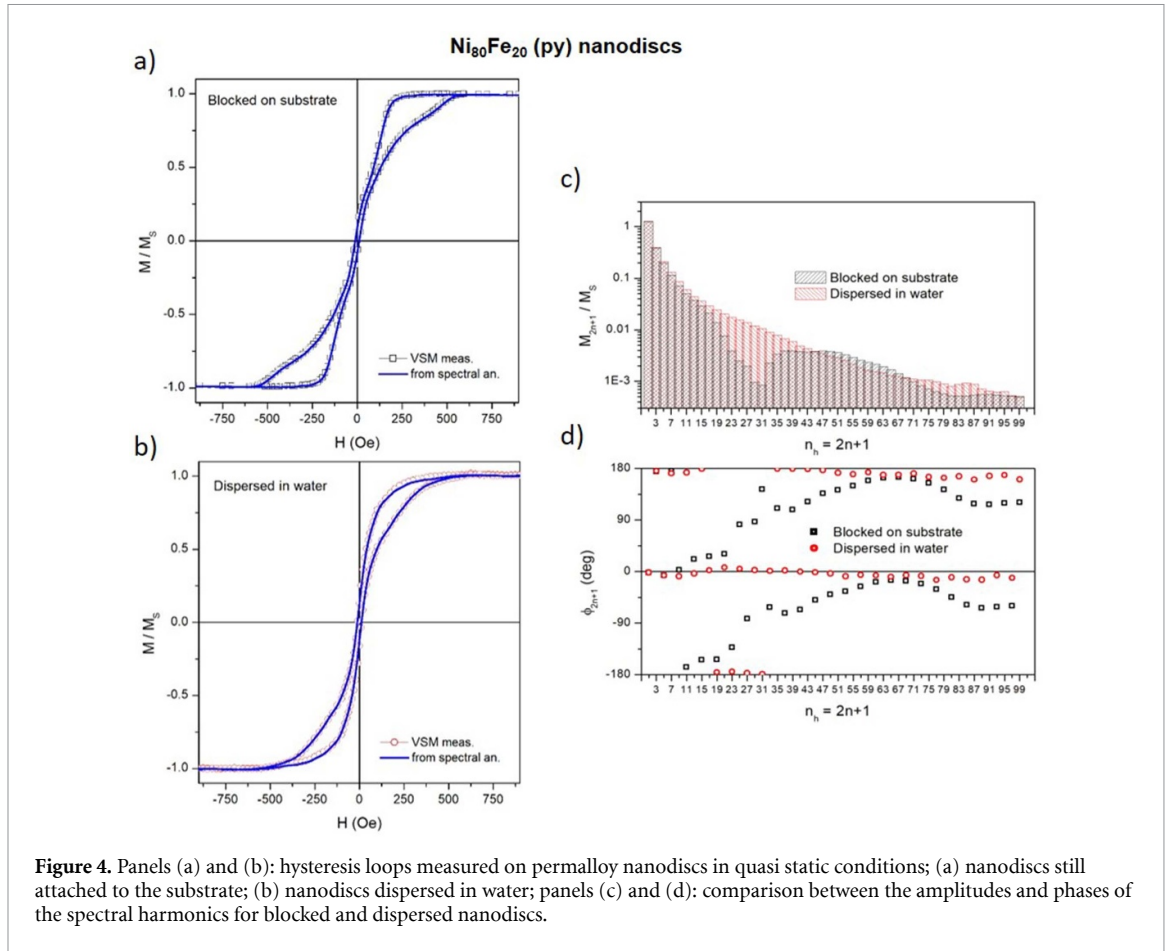 Ni80Fe20 (py) nanodiscs
a)
Blocked on substrate
1.0
0.5
0.0
-0.5
-1.0
M / MS
VSM meas.
from spectral an.
-750 -500 -250 0 250 500 750
H (Oe)
b)
Dispersed in water
1.0
0.5
0.0
-0.5
-1.0
M / MS
VSM meas.
from spectral an.
-750 -500 -250 0 250 500 750
H (Oe)
c)
1
0.1
0.01
1E-3
M2n+1 / MS
Blocked on substrate
Dispersed in water
3 7 11 15 19 23 27 31 35 39 43 47 51 55 59 63 67 71 75 79 83 87 91 95 99
nh = 2n+1
d)
180
90
0
-90
-180
ϕ2n+1 (deg)
Blocked on substrate
Dispersed in water
3 7 11 15 19 23 27 31 35 39 43 47 51 55 59 63 67 71 75 79 83 87 91 95 99
nh = 2n+1
Figure 4. Panels (a) and (b): hysteresis loops measured on permalloy nanodiscs in quasi static conditions; (a) nanodiscs still
attached to the substrate; (b) nanodiscs dispersed in water; panels (c) and (d): comparison between the amplitudes and phases of
the spectral harmonics for blocked and dispersed nanodiscs.